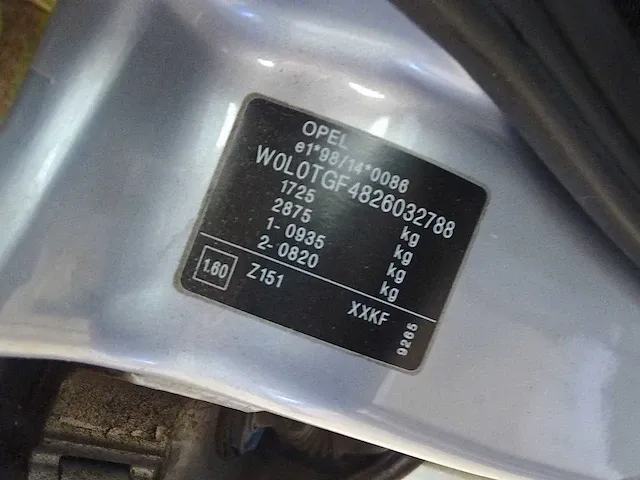 OPEL
e1*98/14*0086
W0L0TGF4826032788
1725 kg
2875 kg
1- 0935 kg
2- 0820 kg
1.60 Z151 XXKF 9265